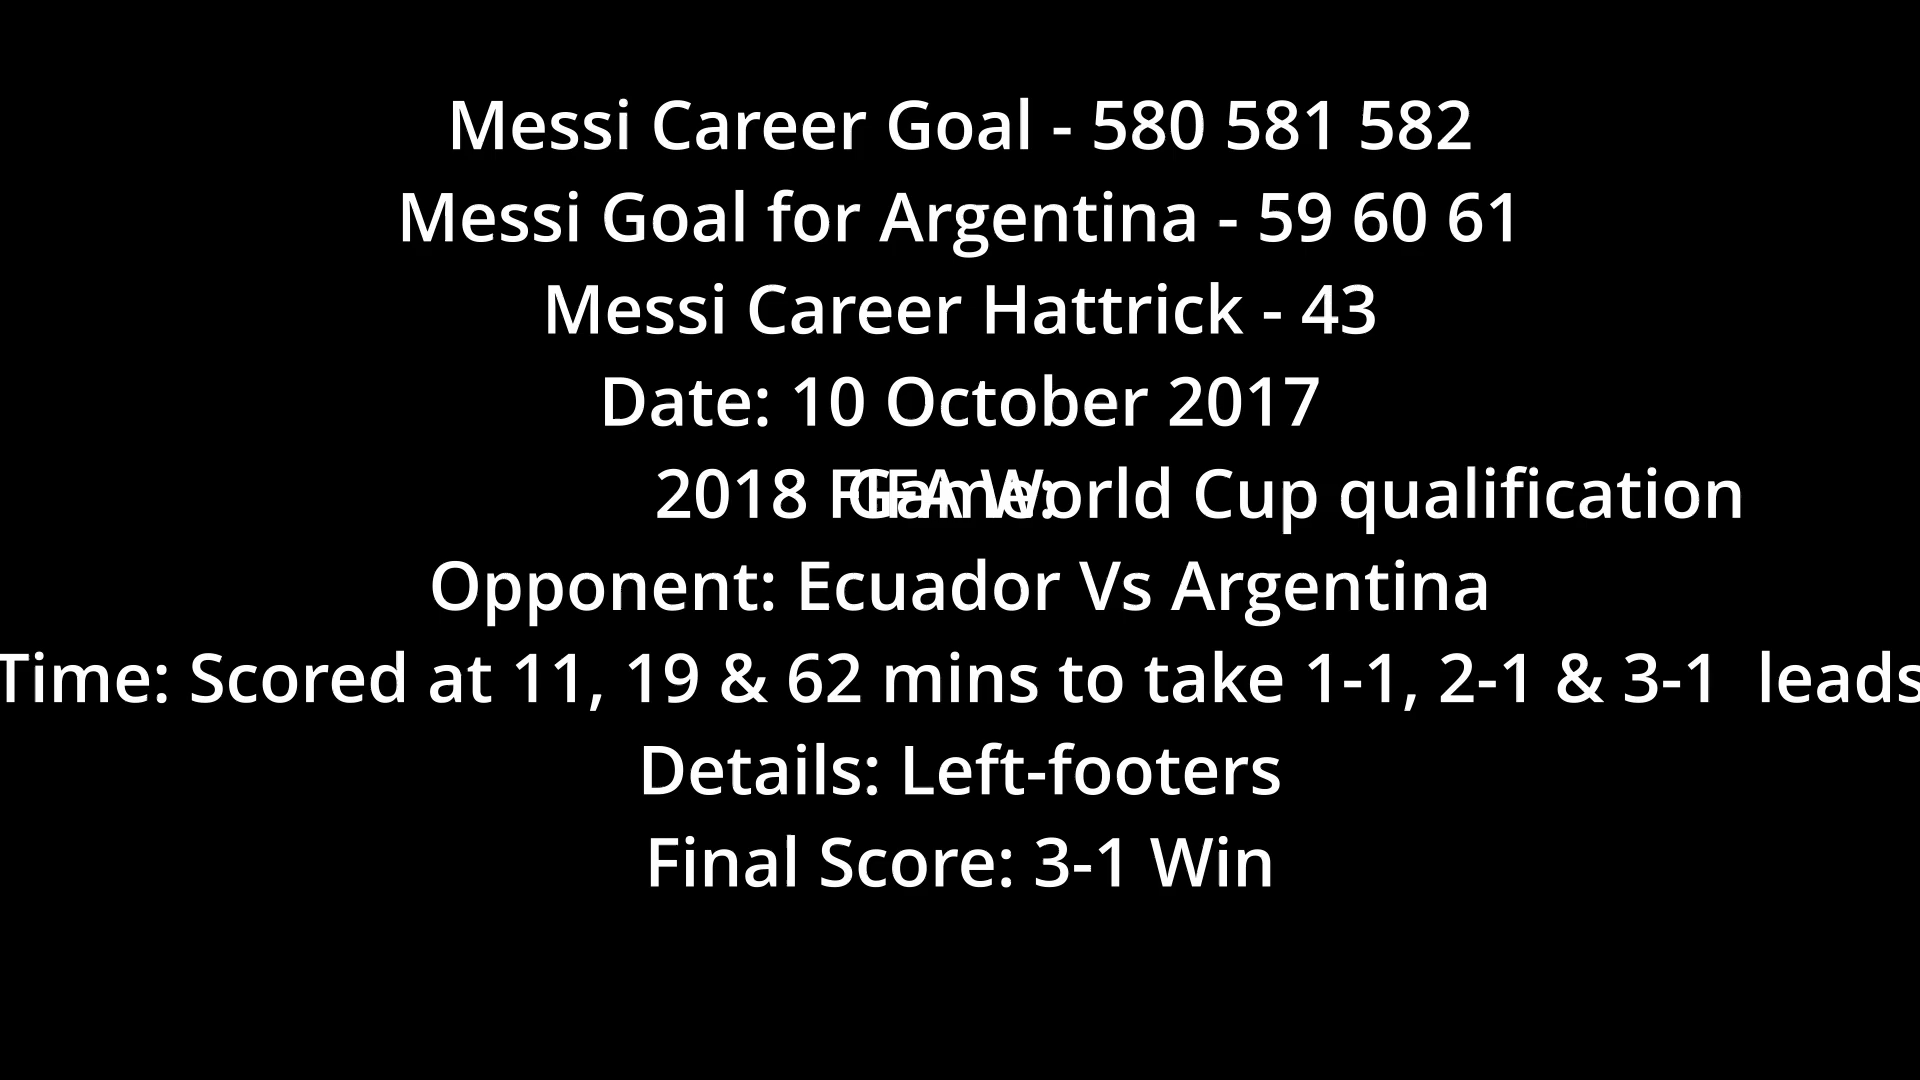 Messi Career Goal - 580 581 582
Messi Goal for Argentina - 59 60 61
Messi Career Hattrick - 43
Date: 10 October 2017
Game: 2018 FIFA World Cup qualification
Opponent: Ecuador Vs Argentina
Time: Scored at 11, 19 & 62 mins to take 1-1, 2-1 & 3-1  leads
Details: Left-footers
Final Score: 3-1 Win